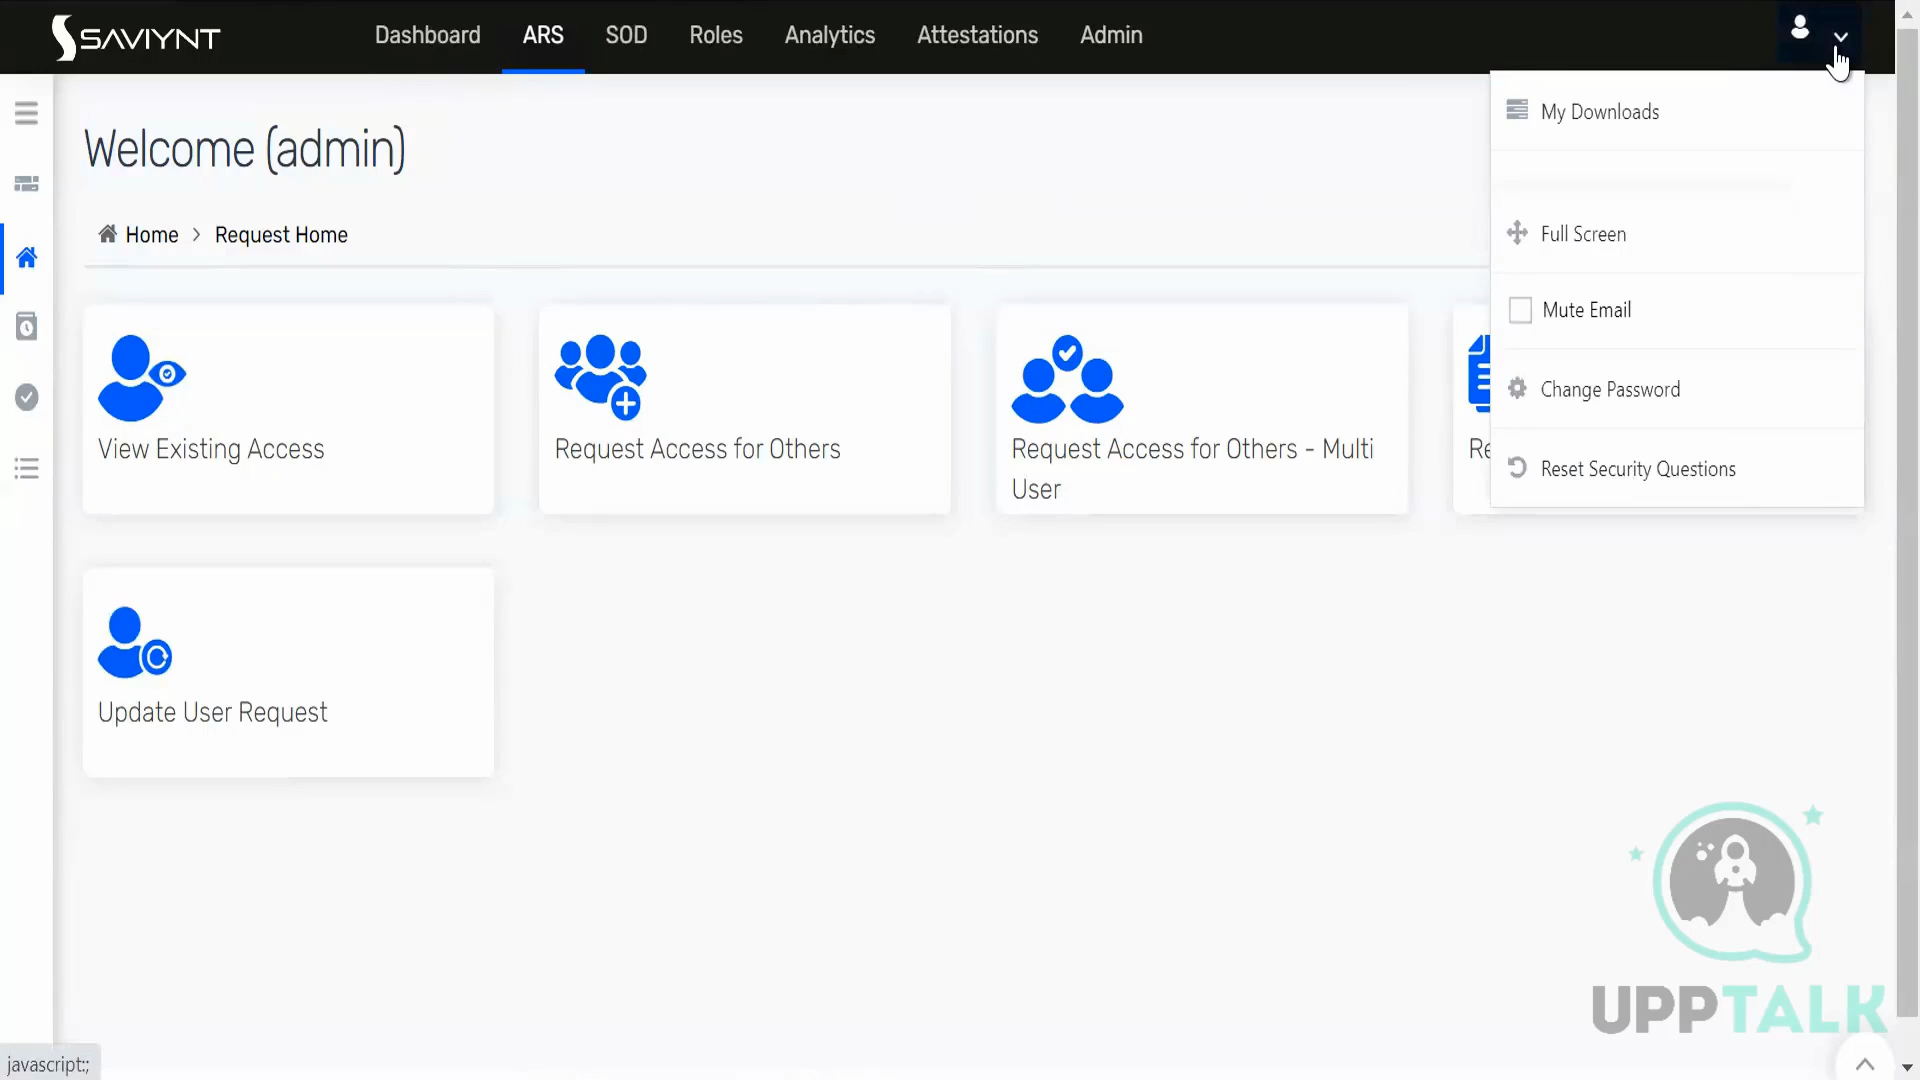 SAVIYNT
Dashboard ARS SOD Roles Analytics Attestations Admin
My Downloads
Full Screen
Mute Email
Change Password
Reset Security Questions
Welcome (admin)
Home > Request Home
View Existing Access
Request Access for Others
Request Access for Others - Multi
User
Re
Update User Request
UPPTALK
javascript:;